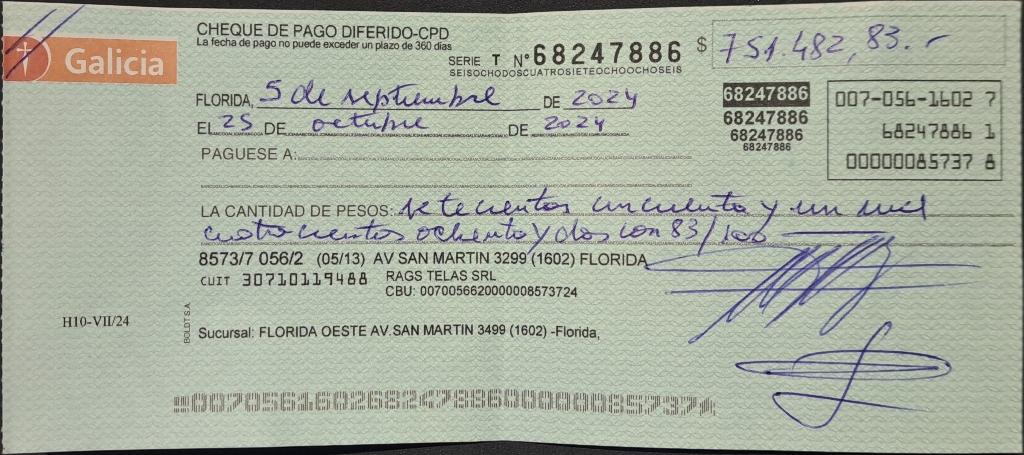 Galicia
CHEQUE DE PAGO DIFERIDO-CPD
La fecha de pago no puede exceder un plazo de 360 días
SERIE T N° 68247886
SEISOCHODOSCUATROSIETEOCHOOCHOSEIS
$ 751.482,83.-
FLORIDA, 5 de septiembre DE 2024
El 25 DE octubre DE 2024
68247886
68247886
68247886
68247886
007-056-1602 7
68247886 1
00000085737 8
PAGUESE A:
LA CANTIDAD DE PESOS: setecientos cincuenta y un mil
cuatrocientos ochenta y dos con 83/100
8573/7 056/2 (05/13) AV SAN MARTIN 3299 (1602) FLORIDA
CUIT 30710119488 RAGS TELAS SRL
CBU: 0070056620000008573724
H10-VII/24
BOLDT S.A.
Sucursal: FLORIDA OESTE AV.SAN MARTIN 3499 (1602) -Florida,